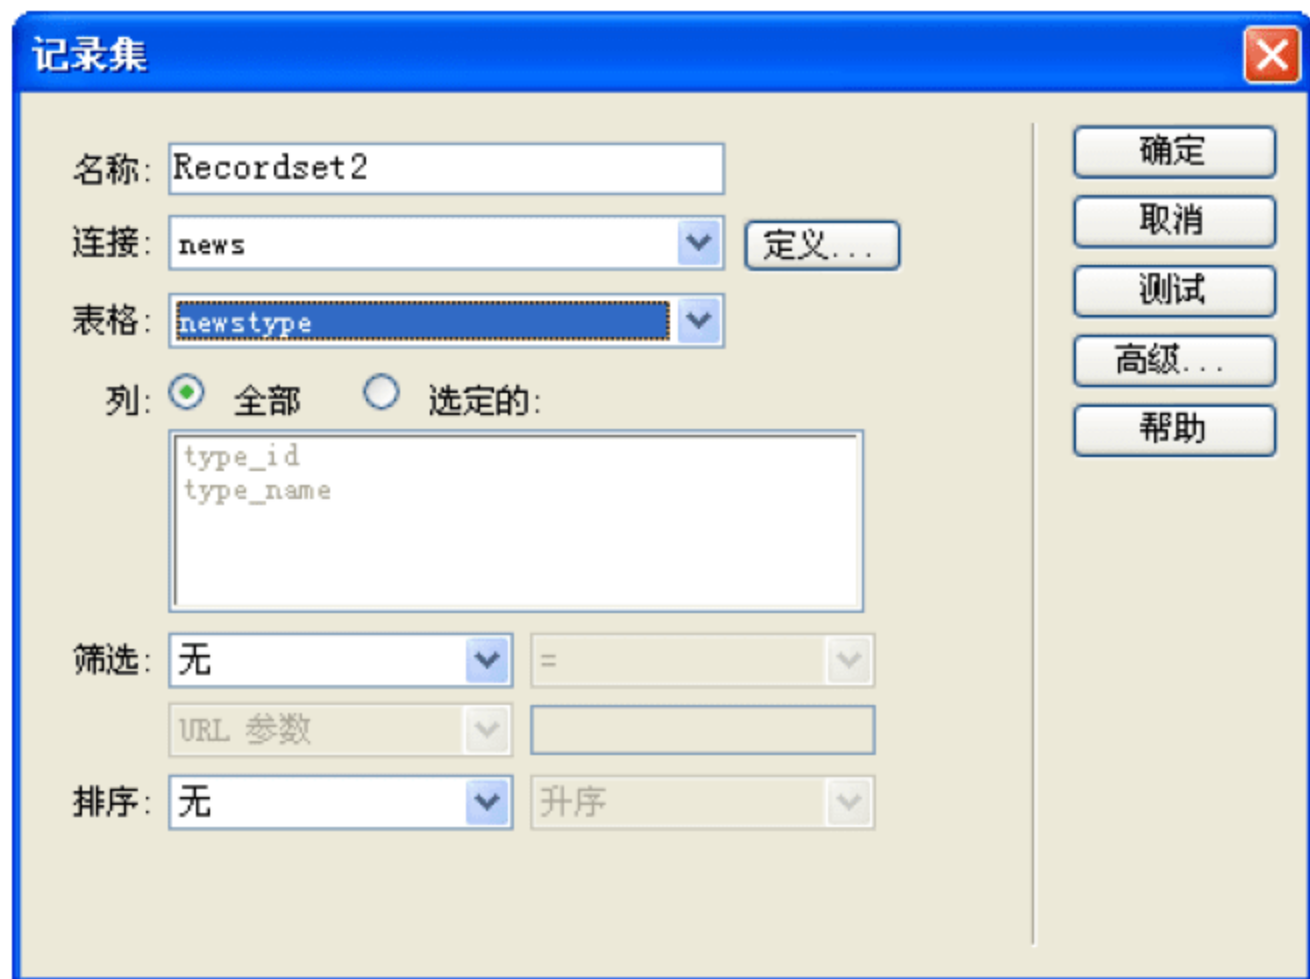 记录集
名称: Recordset2
连接: news 定义...
表格: newstype
列: 全部 选定的:
type_id
type_name
筛选: 无 =
URL 参数
排序: 无 升序
确定
取消
测试
高级...
帮助